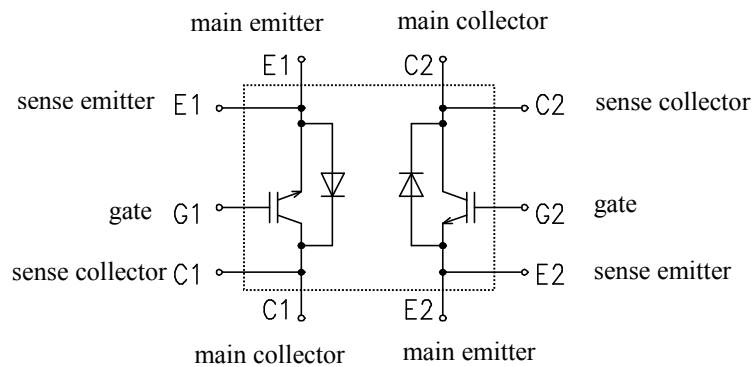 main emitter main collector
E1 C2
sense emitter E1 C2 sense collector
gate G1 G2 gate
sense collector C1 E2 sense emitter
C1 E2
main collector main emitter